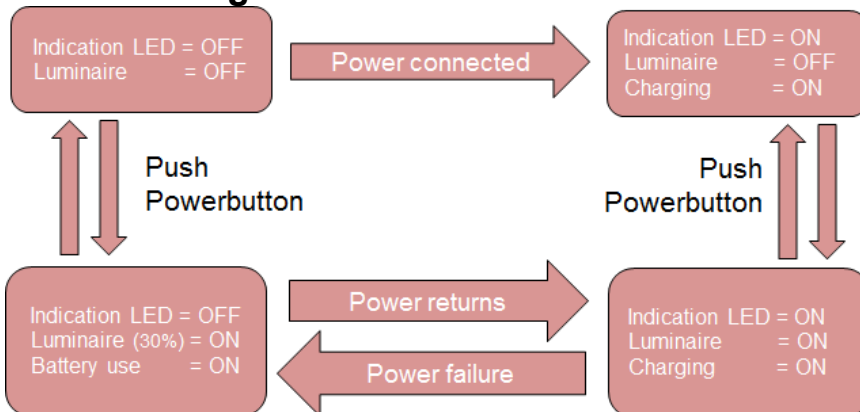 Indication LED = OFF
Luminaire = OFF
Power connected
Indication LED = ON
Luminaire = OFF
Charging = ON
Push
Powerbutton
Push
Powerbutton
Indication LED = OFF
Luminaire (30%) = ON
Battery use = ON
Power returns
Power failure
Indication LED = ON
Luminaire = ON
Charging = ON